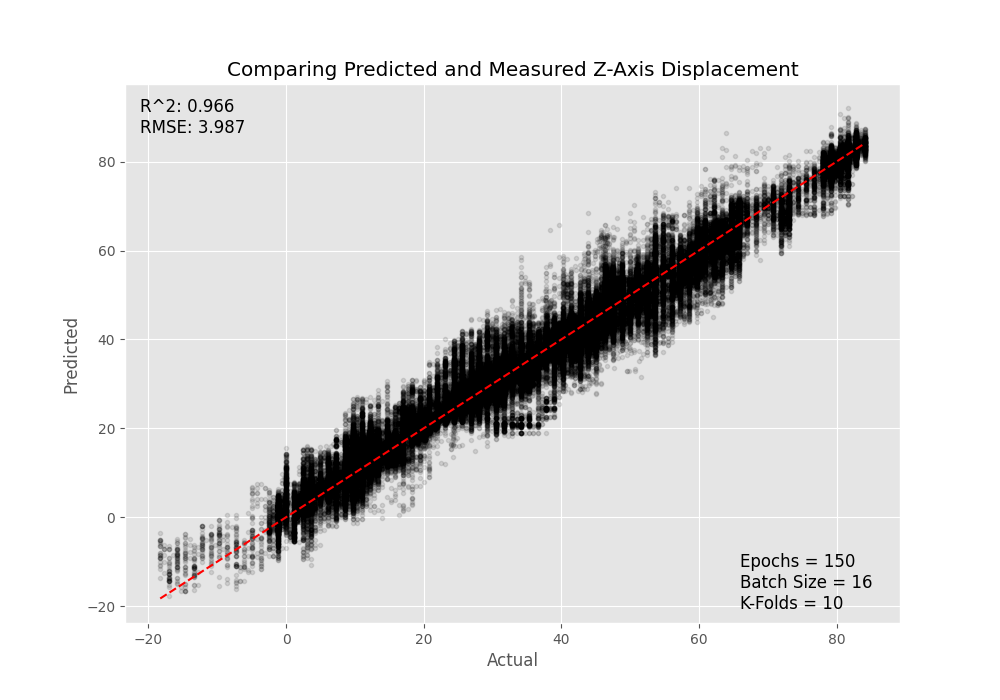 Comparing Predicted and Measured Z-Axis Displacement
R^2: 0.966
RMSE: 3.987
80
60
40
20
0
−20
Predicted
Epochs = 150
Batch Size = 16
K-Folds = 10
−20 0 20 40 60 80
Actual